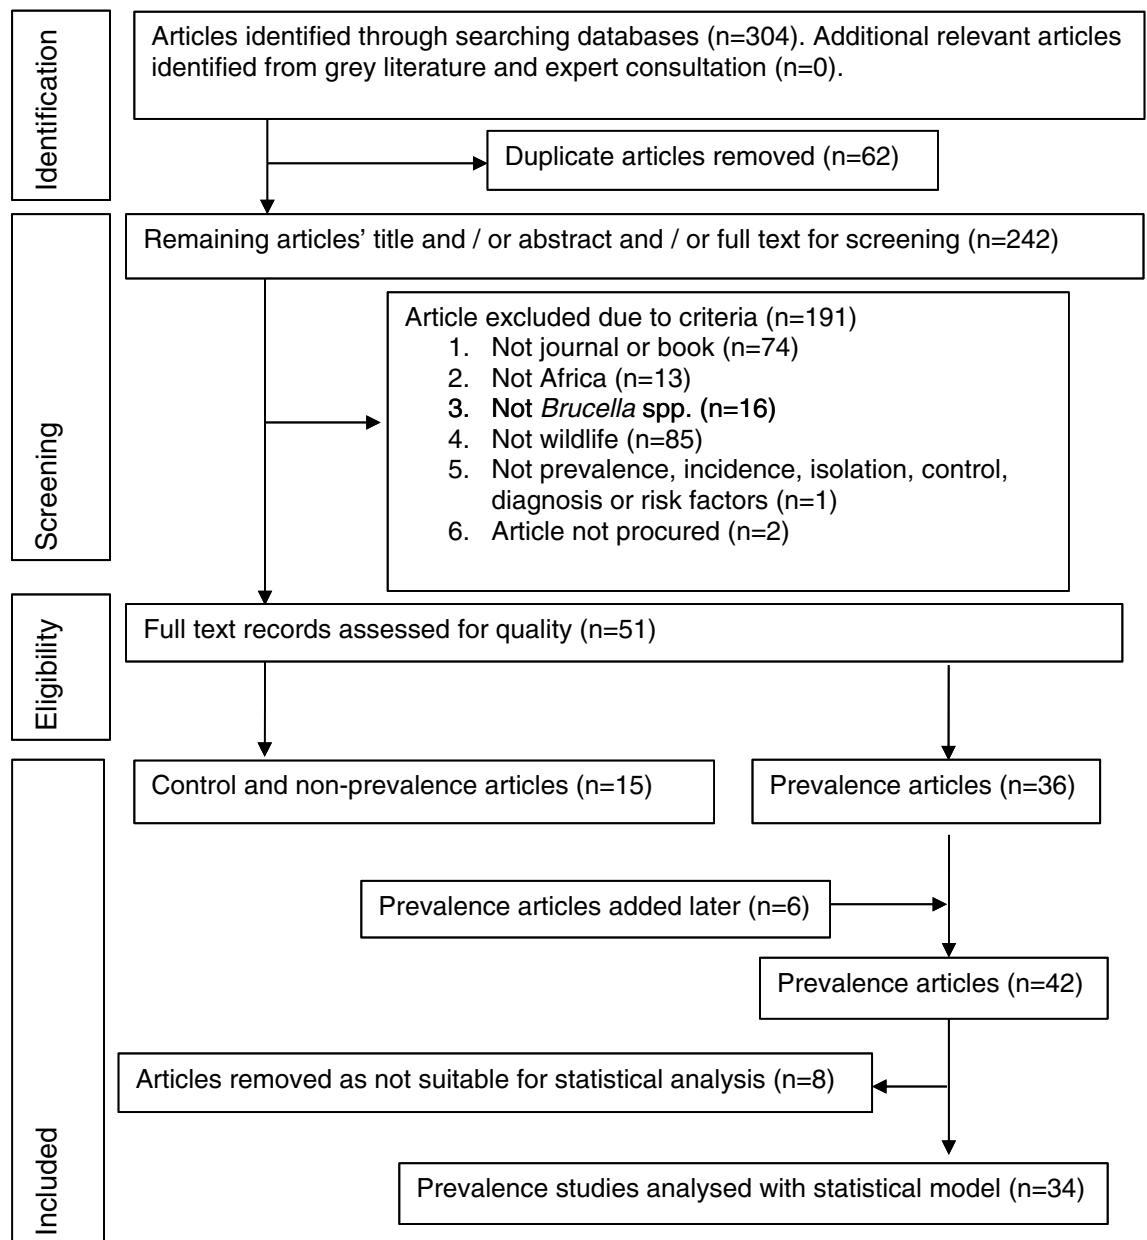 Identification
Articles identified through searching databases (n=304). Additional relevant articles
identified from grey literature and expert consultation (n=0).
Duplicate articles removed (n=62)
Screening
Remaining articles’ title and / or abstract and / or full text for screening (n=242)
Article excluded due to criteria (n=191)
1. Not journal or book (n=74)
2. Not Africa (n=13)
3. Not Brucella spp. (n=16)
4. Not wildlife (n=85)
5. Not prevalence, incidence, isolation, control,
diagnosis or risk factors (n=1)
6. Article not procured (n=2)
Eligibility
Full text records assessed for quality (n=51)
Included
Control and non-prevalence articles (n=15)
Prevalence articles (n=36)
Prevalence articles added later (n=6)
Prevalence articles (n=42)
Articles removed as not suitable for statistical analysis (n=8)
Prevalence studies analysed with statistical model (n=34)